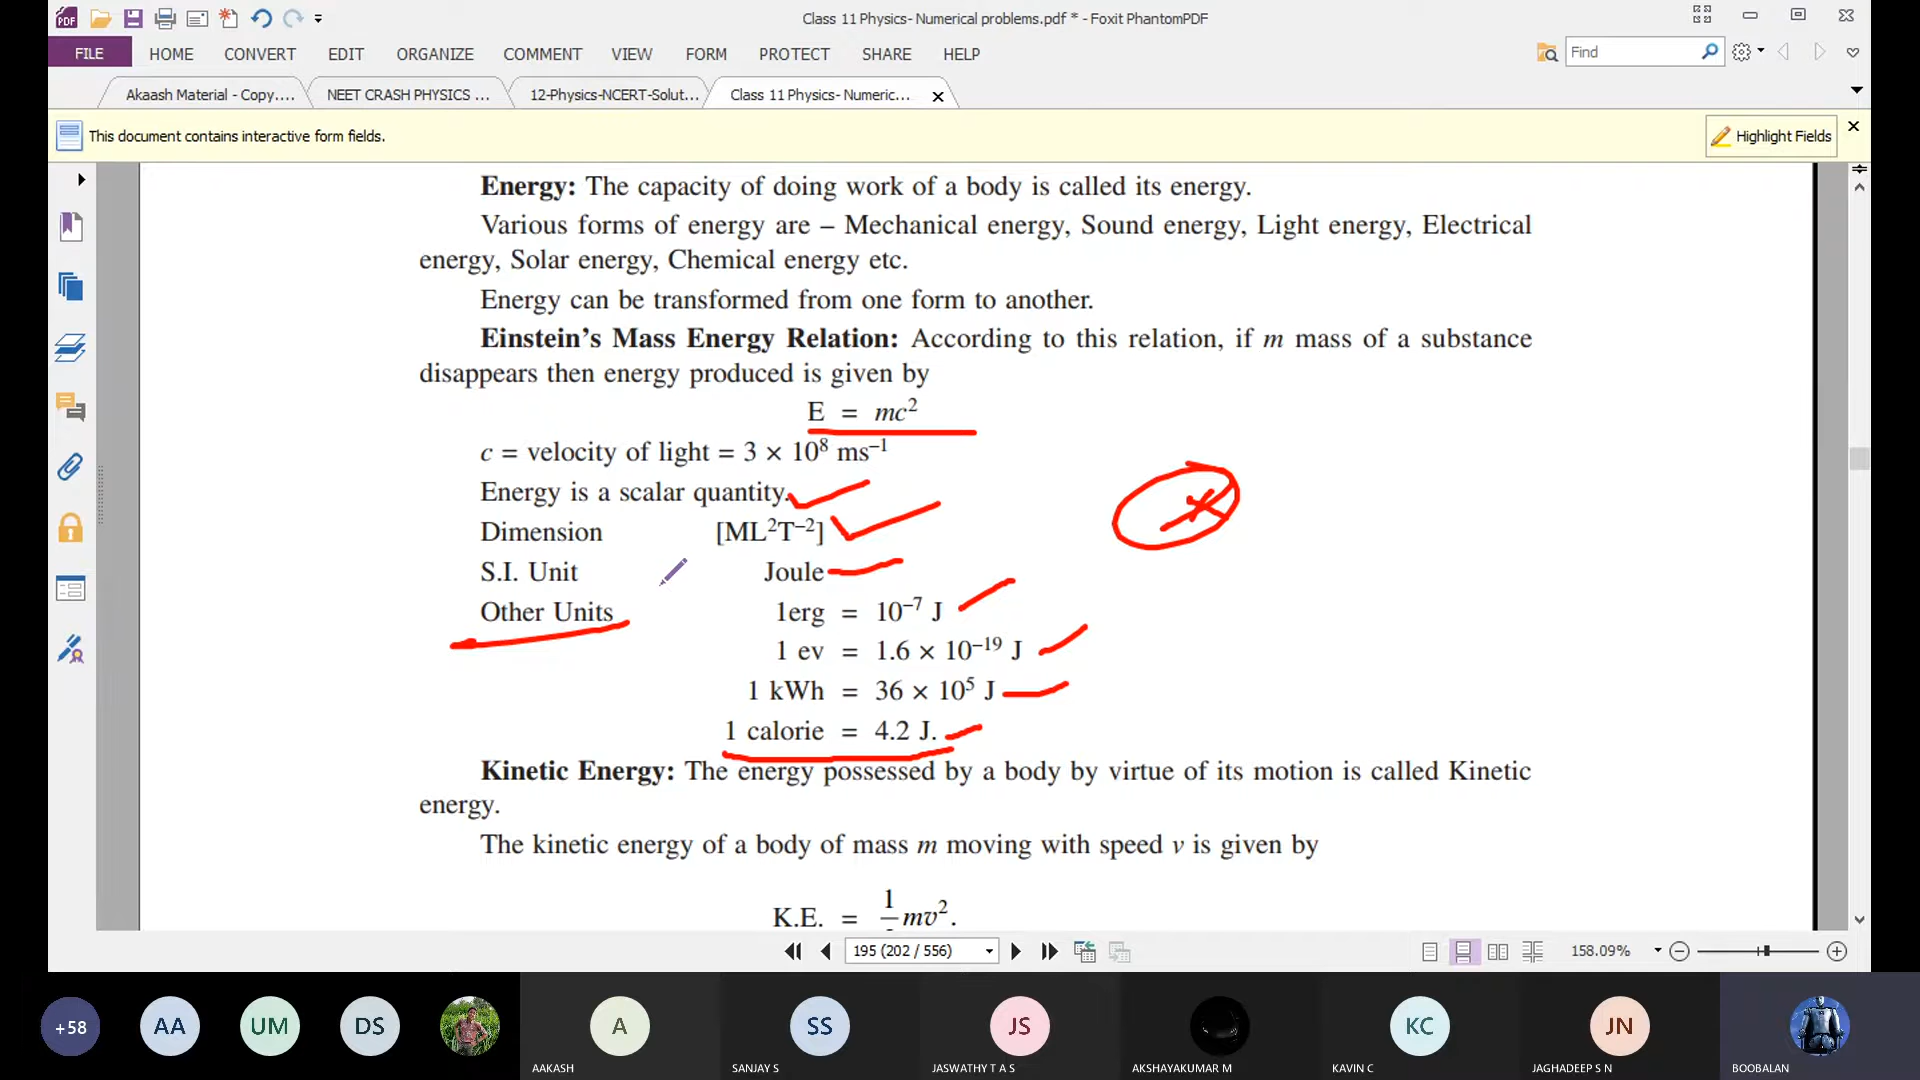 Class 11 Physics- Numerical problems.pdf * - Foxit PhantomPDF
FILE HOME CONVERT EDIT ORGANIZE COMMENT VIEW FORM PROTECT SHARE HELP Find
Akaash Material - Copy.... NEET CRASH PHYSICS ... 12-Physics-NCERT-Solut... Class 11 Physics- Numeric...
This document contains interactive form fields. Highlight Fields
Energy: The capacity of doing work of a body is called its energy.
Various forms of energy are – Mechanical energy, Sound energy, Light energy, Electrical
energy, Solar energy, Chemical energy etc.
Energy can be transformed from one form to another.
Einstein's Mass Energy Relation: According to this relation, if m mass of a substance
disappears then energy produced is given by
E = mc²
c = velocity of light = 3 × 10⁸ ms⁻¹
Energy is a scalar quantity.
Dimension [ML²T⁻²]
S.I. Unit Joule
Other Units 1erg = 10⁻⁷ J
1 ev = 1.6 × 10⁻¹⁹ J
1 kWh = 36 × 10⁵ J
1 calorie = 4.2 J.
Kinetic Energy: The energy possessed by a body by virtue of its motion is called Kinetic
energy.
The kinetic energy of a body of mass m moving with speed v is given by
K.E. = 1/2 mv².
195 (202 / 556) 158.09%
+58 AA UM DS A SS JS KC JN
AAKASH SANJAY S JASWATHY T A S AKSHAYAKUMAR M KAVIN C JAGHADEEP S N BOOBALAN